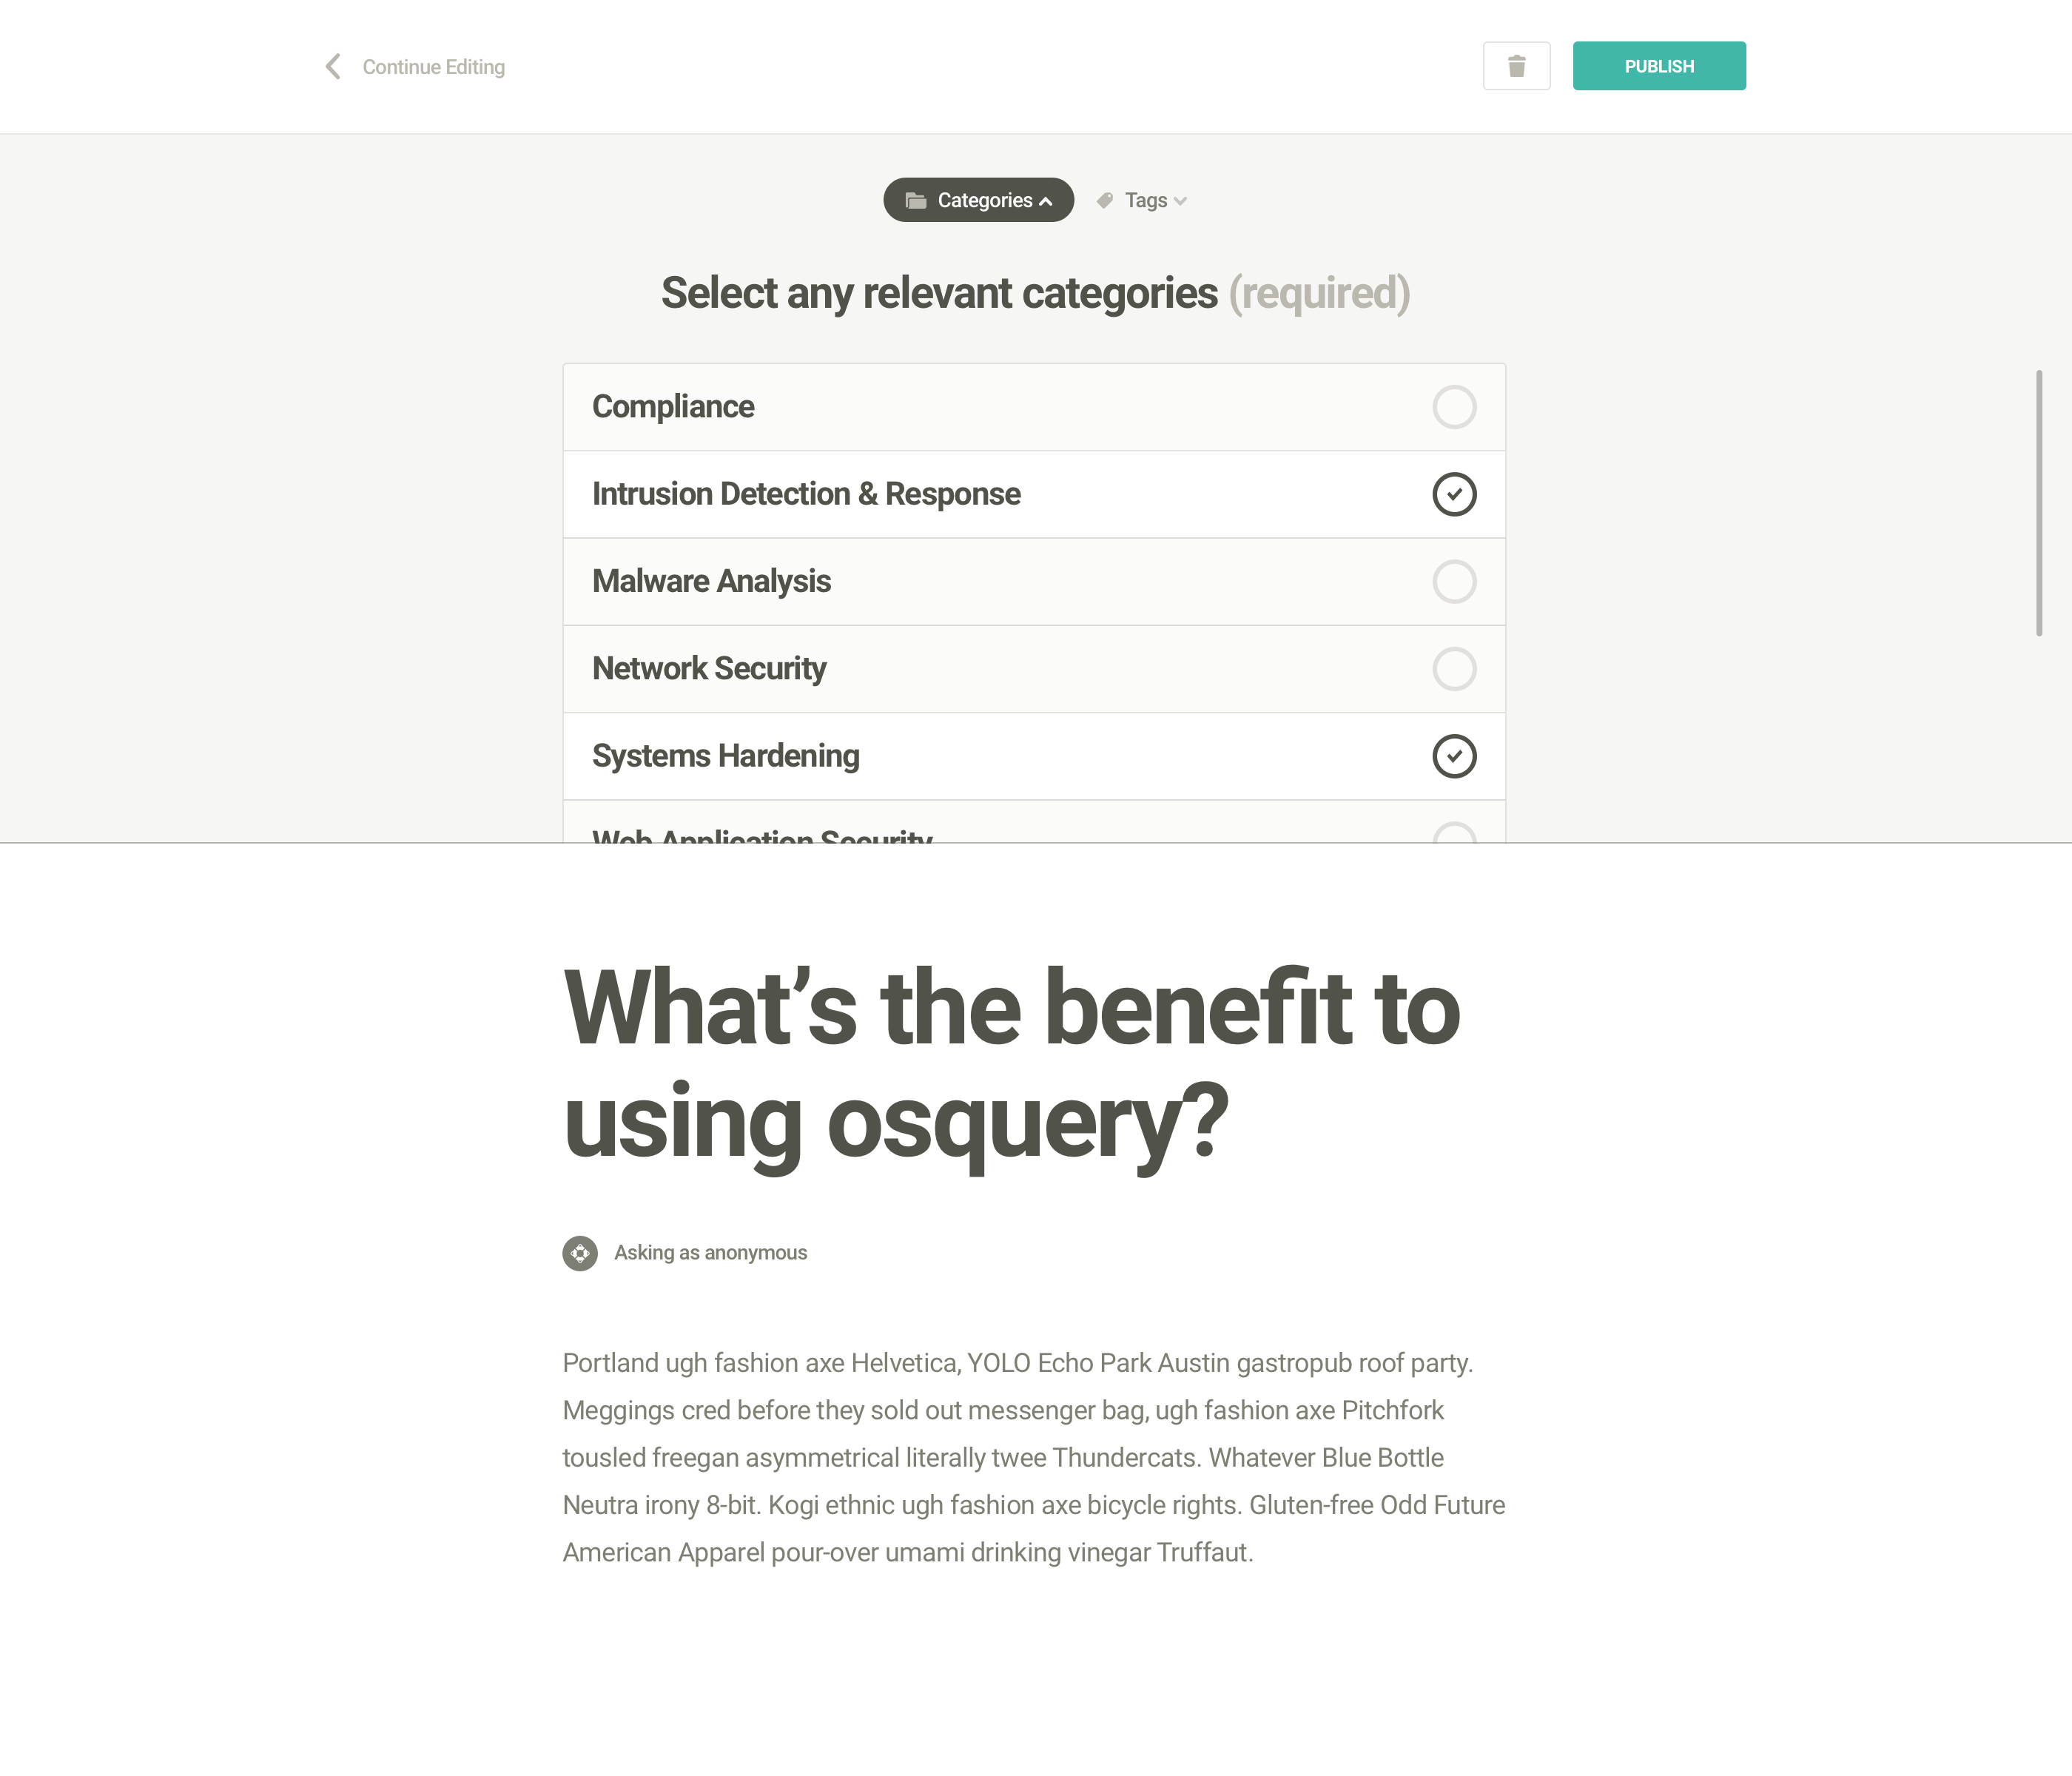 Continue Editing
PUBLISH
Categories
Tags
Select any relevant categories (required)
Compliance
Intrusion Detection & Response
Malware Analysis
Network Security
Systems Hardening
Web Application Security
What’s the benefit to
using osquery?
Asking as anonymous
Portland ugh fashion axe Helvetica, YOLO Echo Park Austin gastropub roof party.
Meggings cred before they sold out messenger bag, ugh fashion axe Pitchfork
tousled freegan asymmetrical literally twee Thundercats. Whatever Blue Bottle
Neutra irony 8-bit. Kogi ethnic ugh fashion axe bicycle rights. Gluten-free Odd Future
American Apparel pour-over umami drinking vinegar Truffaut.